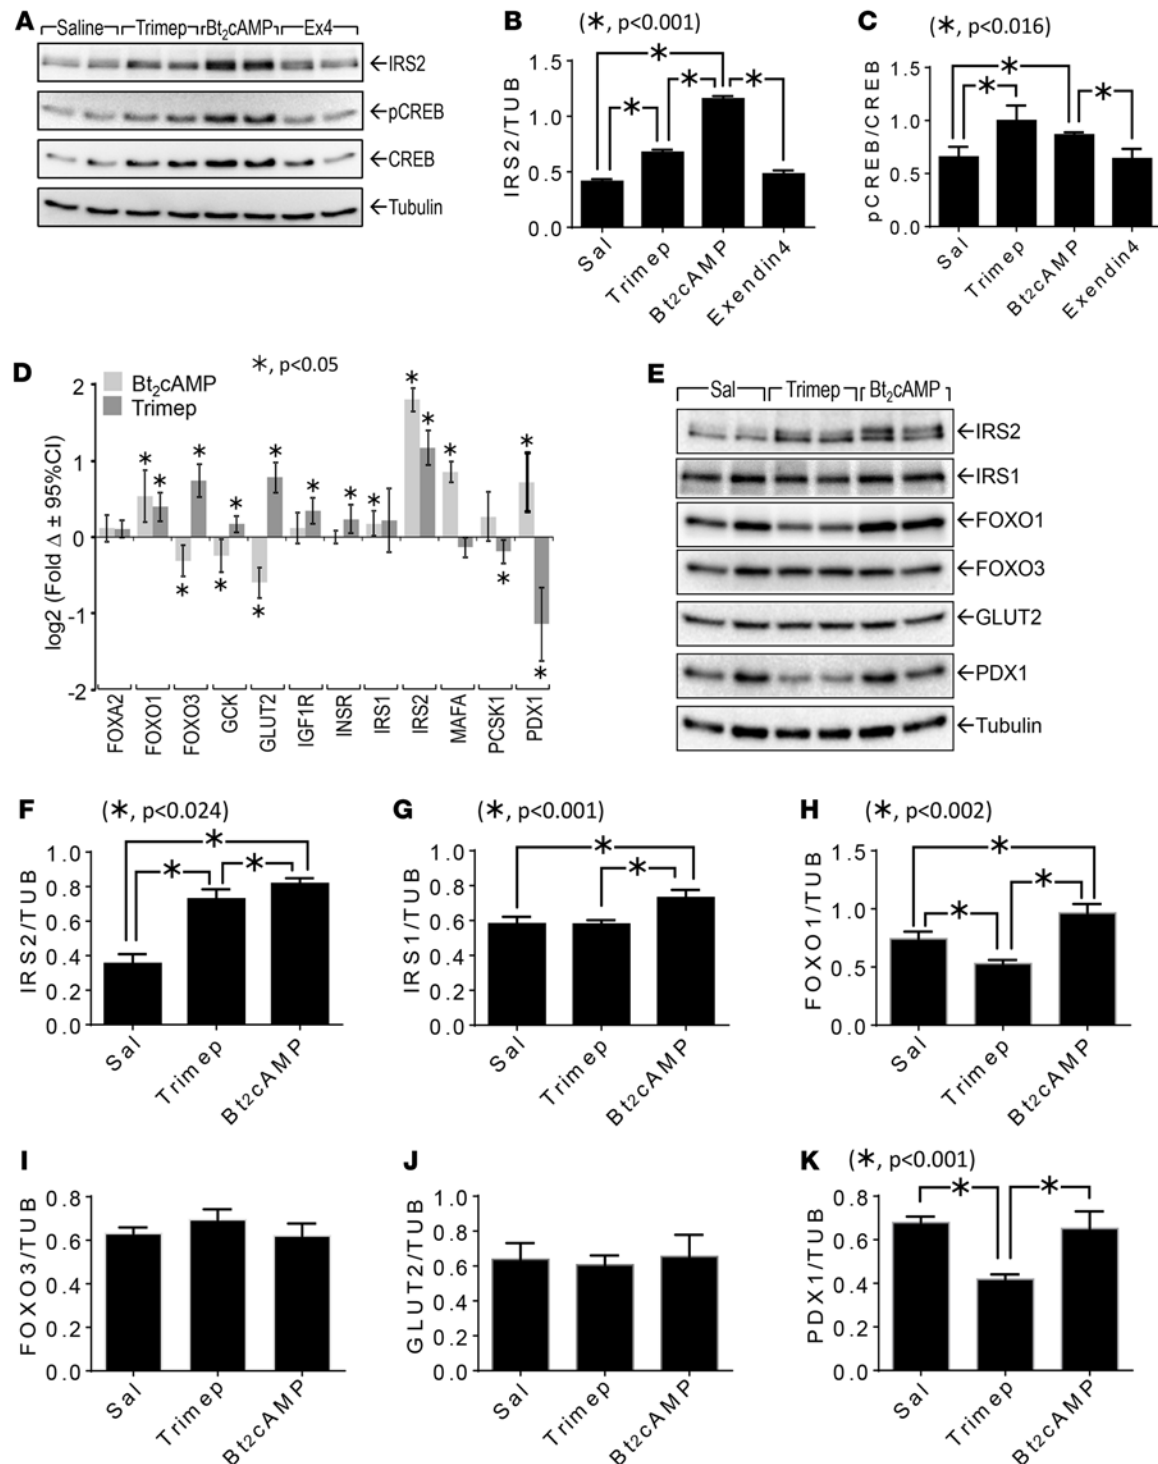 A
Saline Trimep Bt2cAMP Ex4
←IRS2
←pCREB
←CREB
←Tubulin
B
(*, p<0.001)
IRS2/TUB
1.5
1.0
0.5
0.0
*
* *
*
Sal
Trimep
Bt2cAMP
Exendin4
C
(*, p<0.016)
pCREB/CREB
1.5
1.0
0.5
0.0
*
* *
Sal
Trimep
Bt2cAMP
Exendin4
D
*, p<0.05
Bt2cAMP
Trimep
log2 (Fold Δ ± 95%CI)
2
1
0
-1
-2
* * * * * * * * * * * *
* * * * *
FOXA2
FOXO1
FOXO3
GCK
GLUT2
IGF1R
INSR
IRS1
IRS2
MAFA
PCSK1
PDX1
E
Sal Trimep Bt2cAMP
←IRS2
←IRS1
←FOXO1
←FOXO3
←GLUT2
←PDX1
←Tubulin
F
(*, p<0.024)
IRS2/TUB
1.0
0.8
0.6
0.4
0.2
0.0
*
* *
Sal
Trimep
Bt2cAMP
G
(*, p<0.001)
IRS1/TUB
1.0
0.8
0.6
0.4
0.2
0.0
*
*
Sal
Trimep
Bt2cAMP
H
(*, p<0.002)
FOXO1/TUB
1.5
1.0
0.5
0.0
*
*
*
Sal
Trimep
Bt2cAMP
I
FOXO3/TUB
0.8
0.6
0.4
0.2
0.0
Sal
Trimep
Bt2cAMP
J
GLUT2/TUB
1.0
0.8
0.6
0.4
0.2
0.0
Sal
Trimep
Bt2cAMP
K
(*, p<0.001)
PDX1/TUB
0.8
0.6
0.4
0.2
0.0
* *
Sal
Trimep
Bt2cAMP